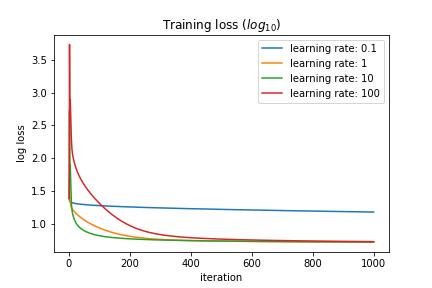 Training loss (log₁₀)
learning rate: 0.1
learning rate: 1
learning rate: 10
learning rate: 100
3.5
3.0
2.5
2.0
1.5
1.0
log loss
0
200
400
600
800
1000
iteration